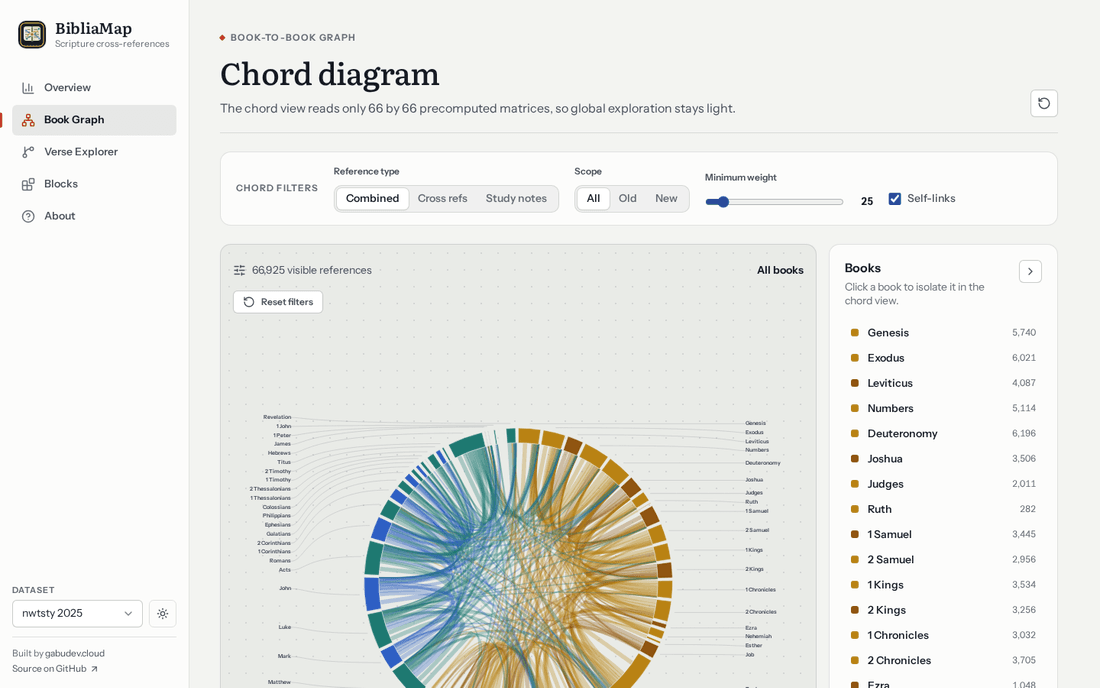 BibliaMap
Scripture cross-references
Overview
Book Graph
Verse Explorer
Blocks
About
DATASET
nwtsty 2025
Built by gabudev.cloud
Source on GitHub
BOOK-TO-BOOK GRAPH
Chord diagram
The chord view reads only 66 by 66 precomputed matrices, so global exploration stays light.
CHORD FILTERS
Reference type
Combined Cross refs Study notes
Scope
All Old New
Minimum weight
25
Self-links
66,925 visible references
All books
Reset filters
Revelation
1 John
1 Peter
James
Hebrews
Titus
2 Timothy
1 Timothy
2 Thessalonians
1 Thessalonians
Colossians
Philippians
Ephesians
Galatians
2 Corinthians
1 Corinthians
Romans
Acts
John
Luke
Mark
Matthew
Genesis
Exodus
Leviticus
Numbers
Deuteronomy
Joshua
Judges
Ruth
1 Samuel
2 Samuel
1 Kings
2 Kings
1 Chronicles
2 Chronicles
Ezra
Nehemiah
Esther
Job
Books
Click a book to isolate it in the
chord view.
Genesis 5,740
Exodus 6,021
Leviticus 4,087
Numbers 5,114
Deuteronomy 6,196
Joshua 3,506
Judges 2,011
Ruth 282
1 Samuel 3,445
2 Samuel 2,956
1 Kings 3,534
2 Kings 3,256
1 Chronicles 3,032
2 Chronicles 3,705
Ezra 1,048